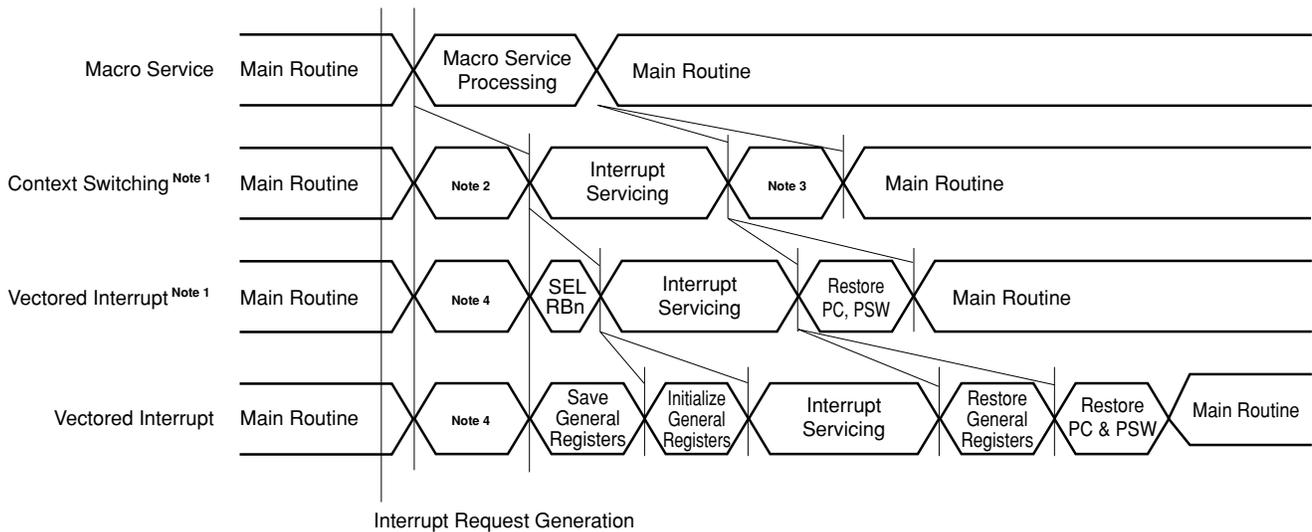 Macro Service
Main Routine
Macro Service
Processing
Main Routine
Context Switching Note 1
Main Routine
Note 2
Interrupt
Servicing
Note 3
Main Routine
Vectored Interrupt Note 1
Main Routine
Note 4
SEL
RBn
Interrupt
Servicing
Restore
PC, PSW
Main Routine
Vectored Interrupt
Main Routine
Note 4
Save
General
Registers
Initialize
General
Registers
Interrupt
Servicing
Restore
General
Registers
Restore
PC & PSW
Main Routine
Interrupt Request Generation